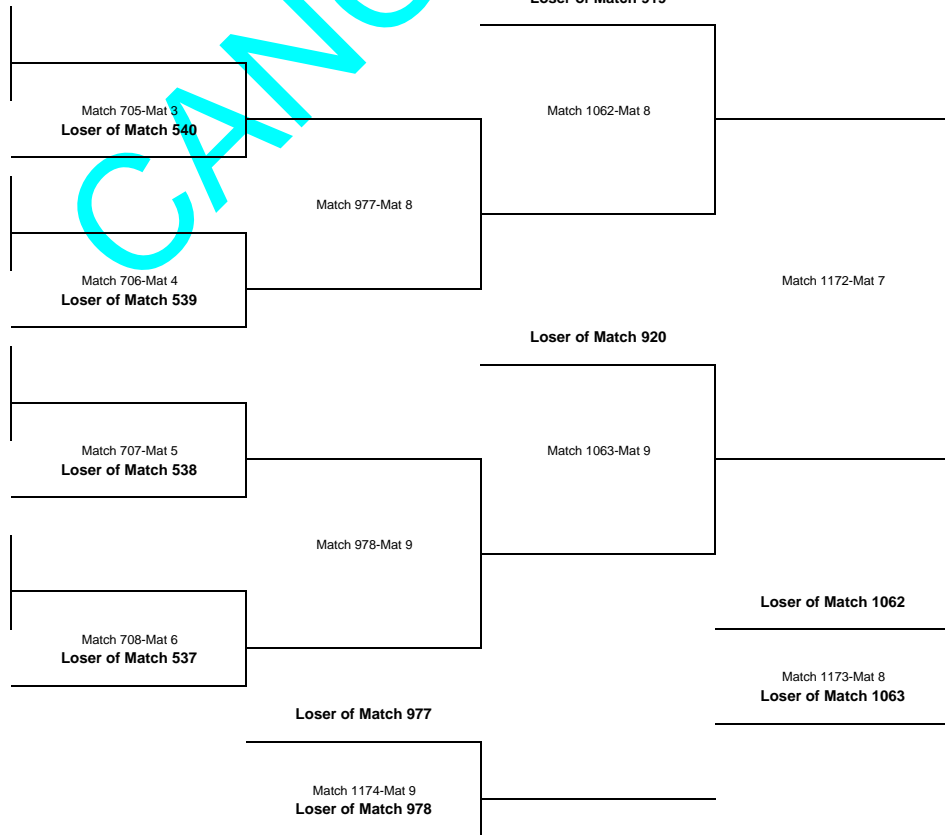 Match 1062-Mat 8
Match 705-Mat 3
Loser of Match 540
Match 977-Mat 8
Match 706-Mat 4
Loser of Match 539
Match 1172-Mat 7
Loser of Match 920
Match 707-Mat 5
Loser of Match 538
Match 1063-Mat 9
Match 978-Mat 9
Loser of Match 1062
Match 708-Mat 6
Loser of Match 537
Match 1173-Mat 8
Loser of Match 1063
Loser of Match 977
Match 1174-Mat 9
Loser of Match 978